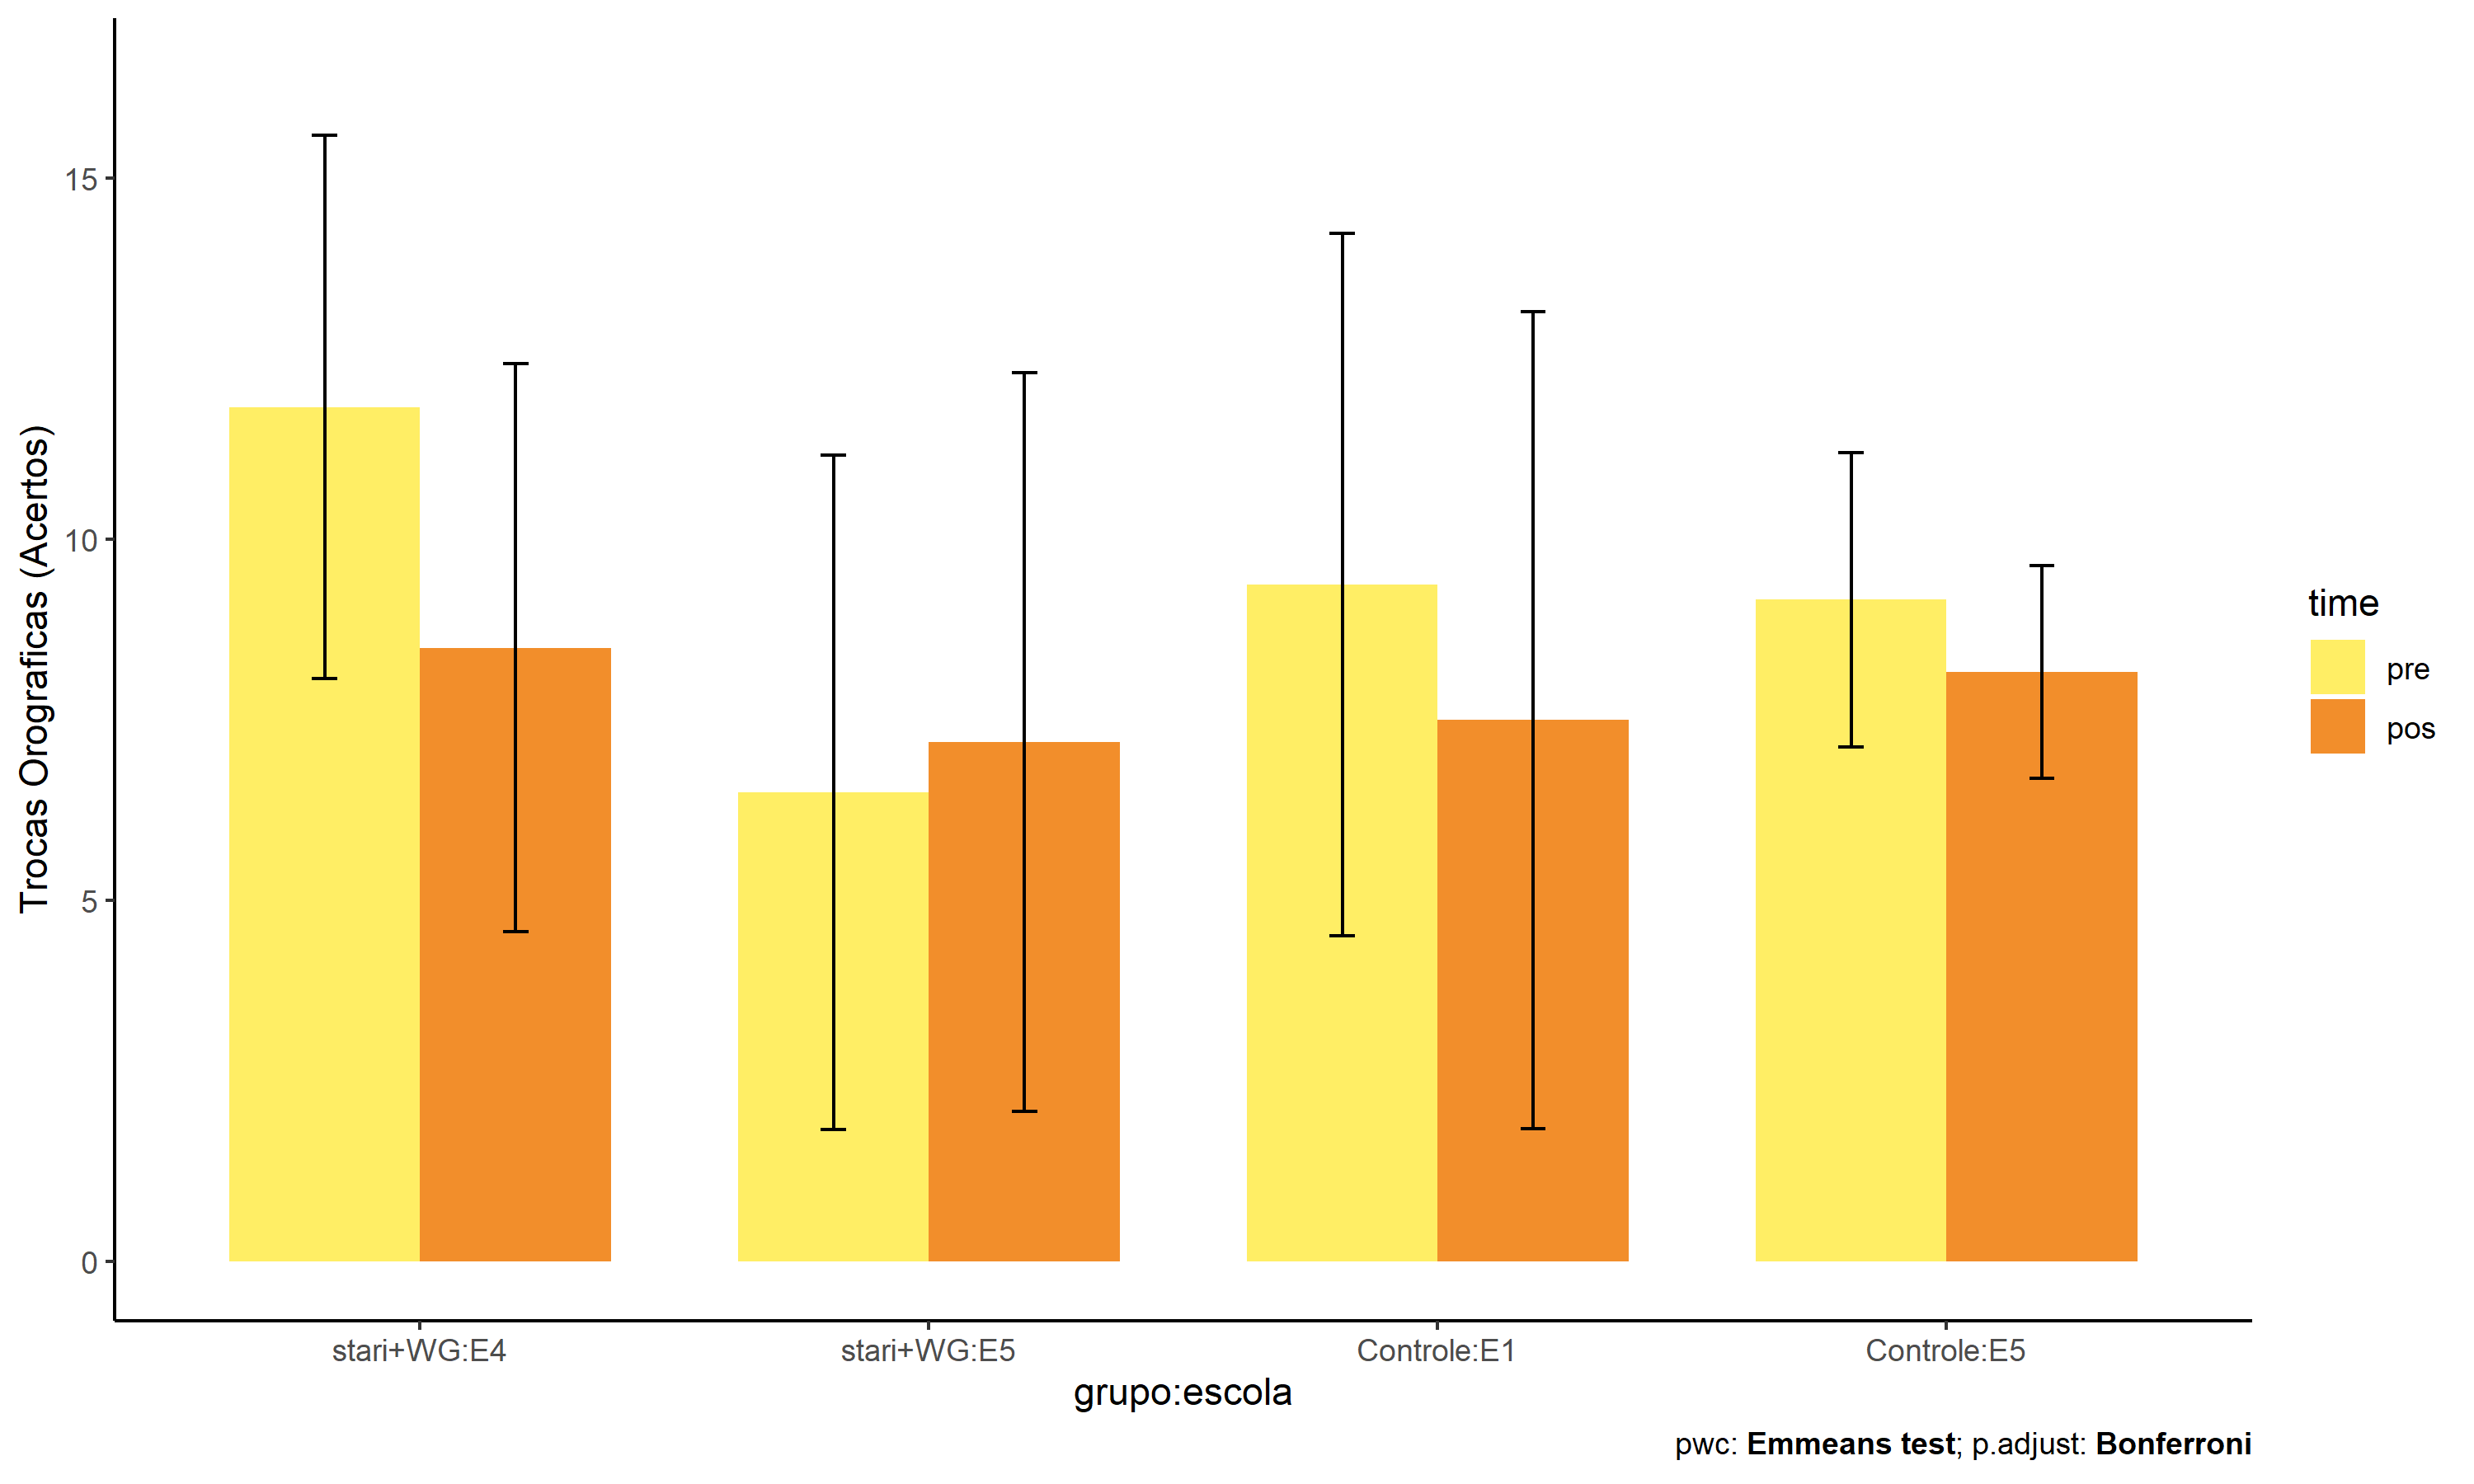 Trocas Orograficas (Acertos)
15
10
5
0
stari+WG:E4
stari+WG:E5
Controle:E1
Controle:E5
grupo:escola
time
pre
pos
pwc: Emmeans test; p.adjust: Bonferroni